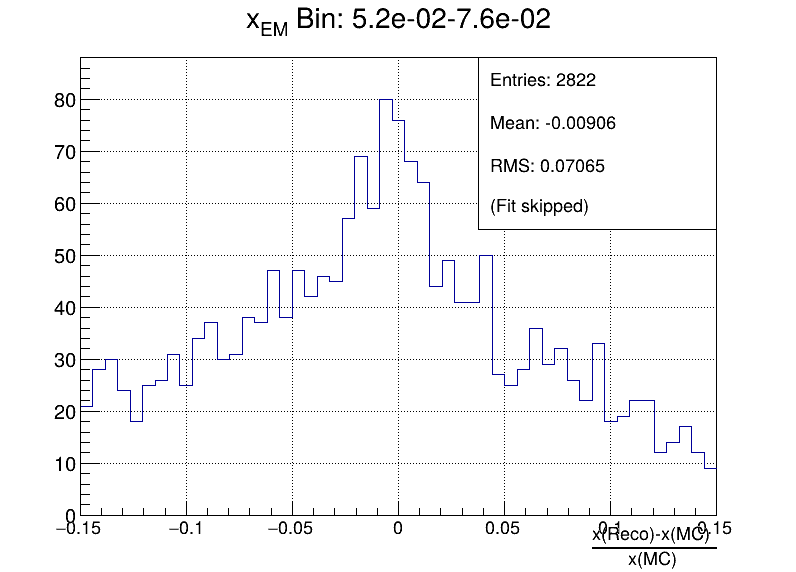 x_EM Bin: 5.2e-02-7.6e-02
Entries: 2822
Mean: -0.00906
RMS: 0.07065
(Fit skipped)
80
70
60
50
40
30
20
10
0
−0.15 −0.1 −0.05 0 0.05 0.1 0.15
x(Reco)-x(MC)
x(MC)